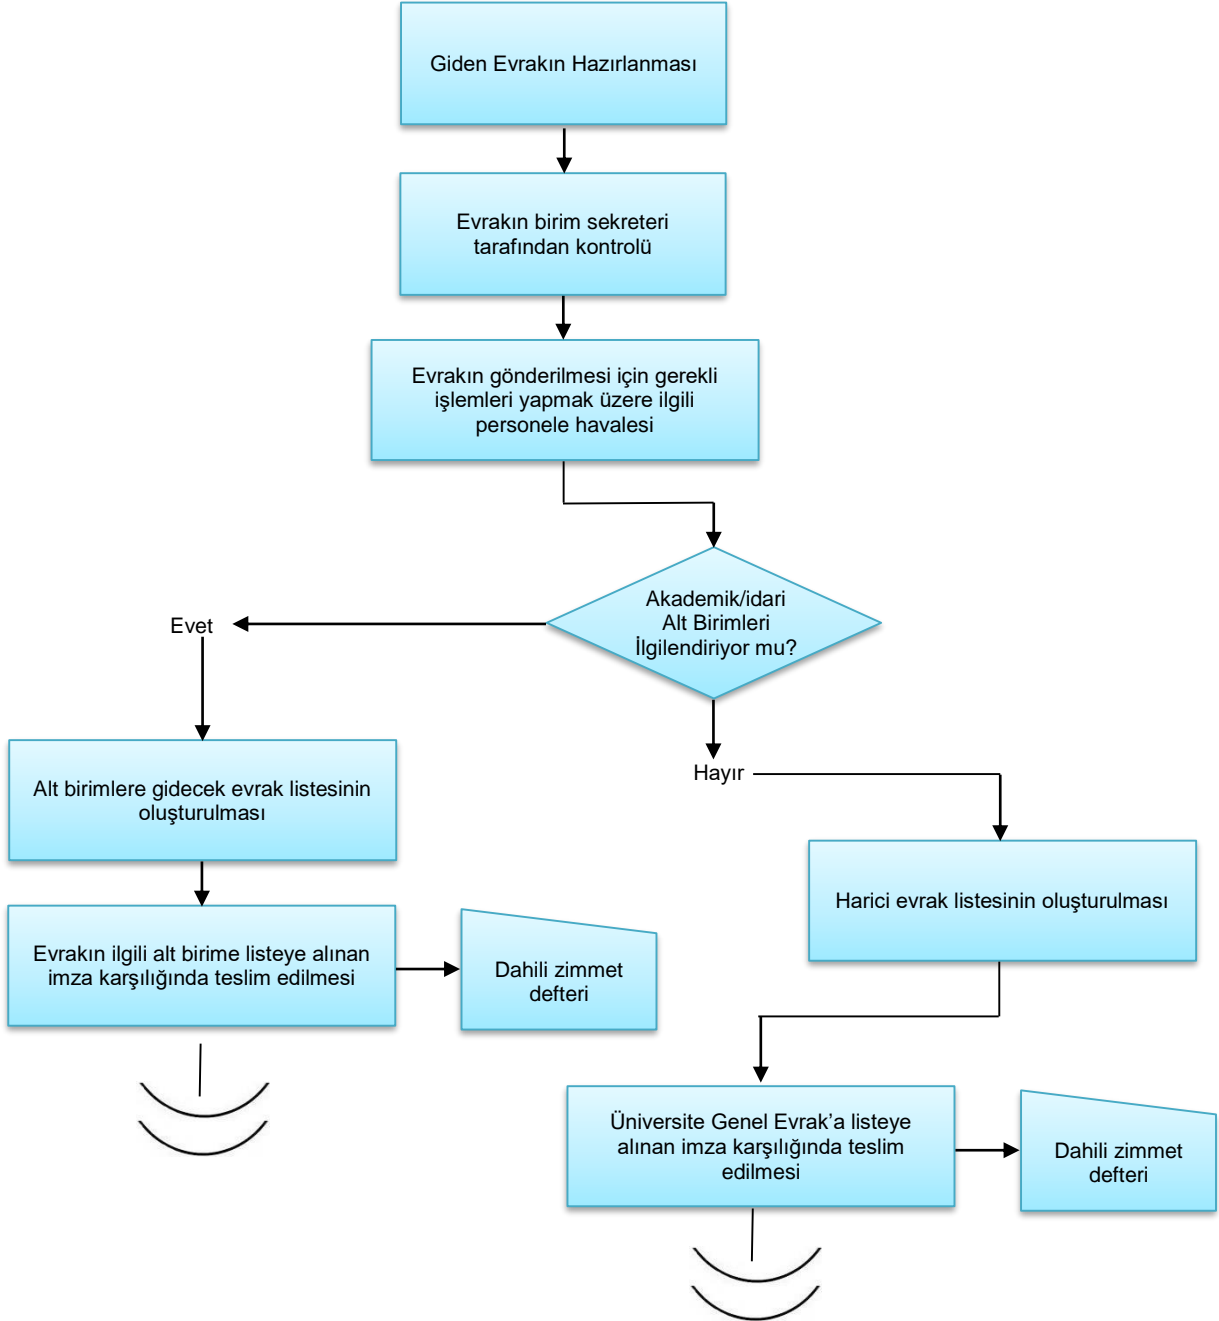 Giden Evrakın Hazırlanması
Evrakın birim sekreteri
tarafından kontrolü
Evrakın gönderilmesi için gerekli
işlemleri yapmak üzere ilgili
personele havalesi
Akademik/idari
Alt Birimleri
İlgilendiriyor mu?
Evet
Hayır
Alt birimlere gidecek evrak listesinin
oluşturulması
Harici evrak listesinin oluşturulması
Evrakın ilgili alt birime listeye alınan
imza karşılığında teslim edilmesi
Dahili zimmet
defteri
Üniversite Genel Evrak’a listeye
alınan imza karşılığında teslim
edilmesi
Dahili zimmet
defteri